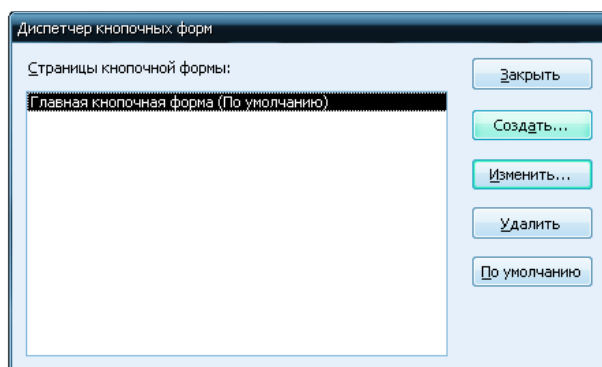 Диспетчер кнопочных форм
Страницы кнопочной формы:
Главная кнопочная форма (По умолчанию)
Закрыть
Создать...
Изменить...
Удалить
По умолчанию